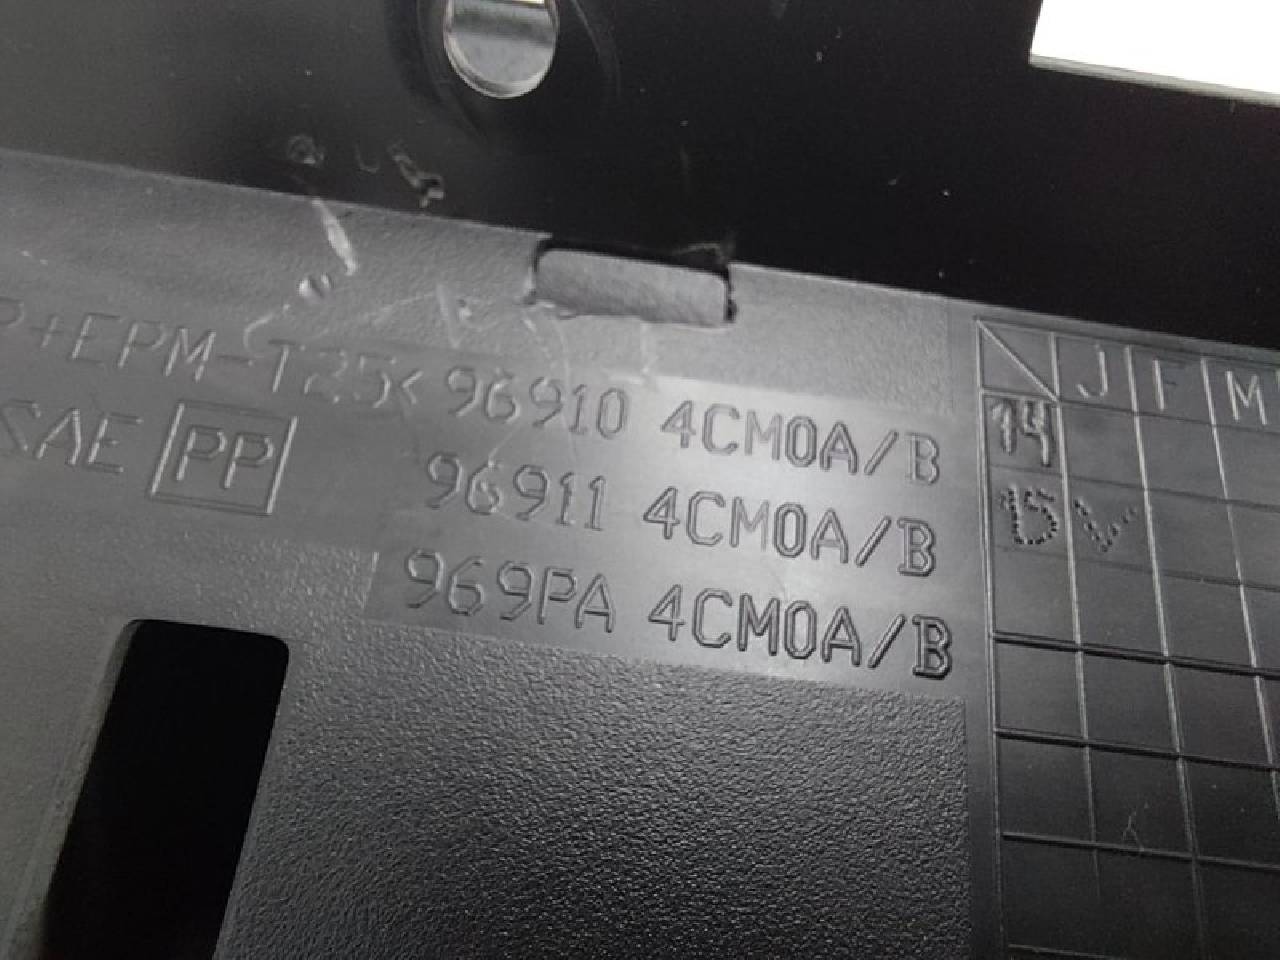 P+EPM-T25< 96910 4CM0A/B
SAE PP 96911 4CM0A/B
969PA 4CM0A/B
J F M
14
15 V